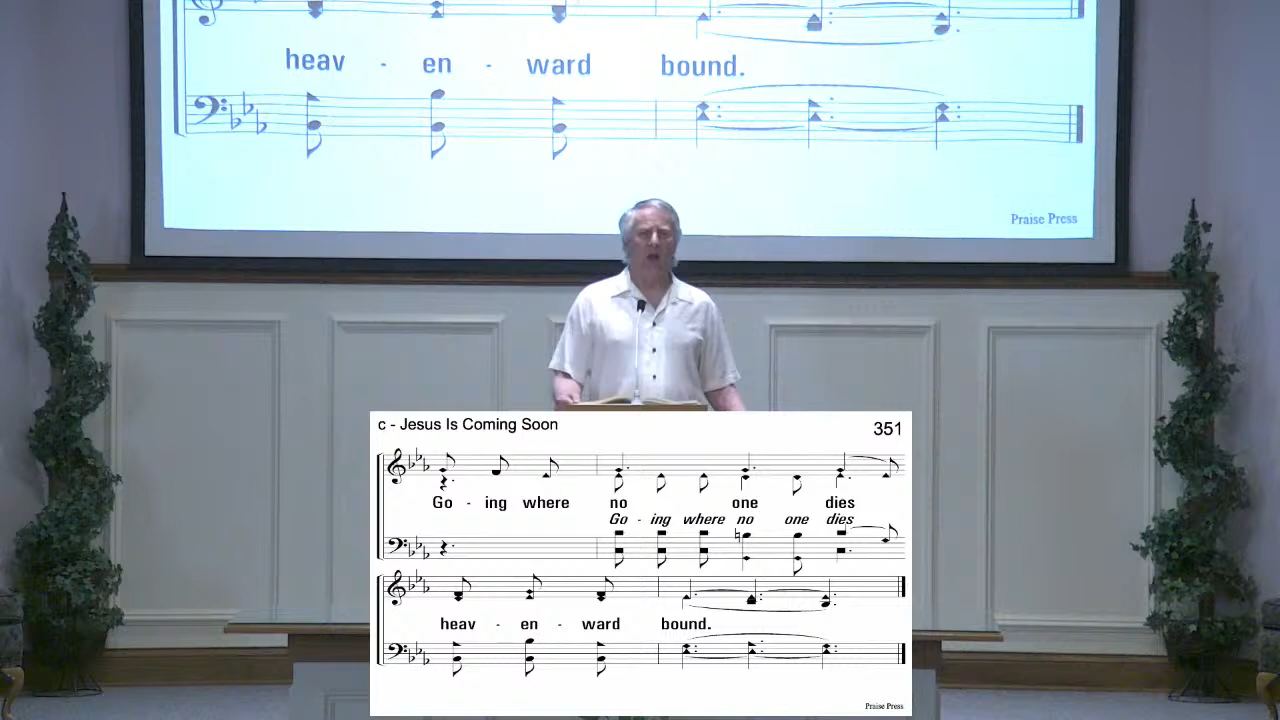 heav - en - ward bound.
Praise Press
c - Jesus Is Coming Soon 351
Go - ing where no one dies
Go - ing where no one dies
heav - en - ward bound.
Praise Press